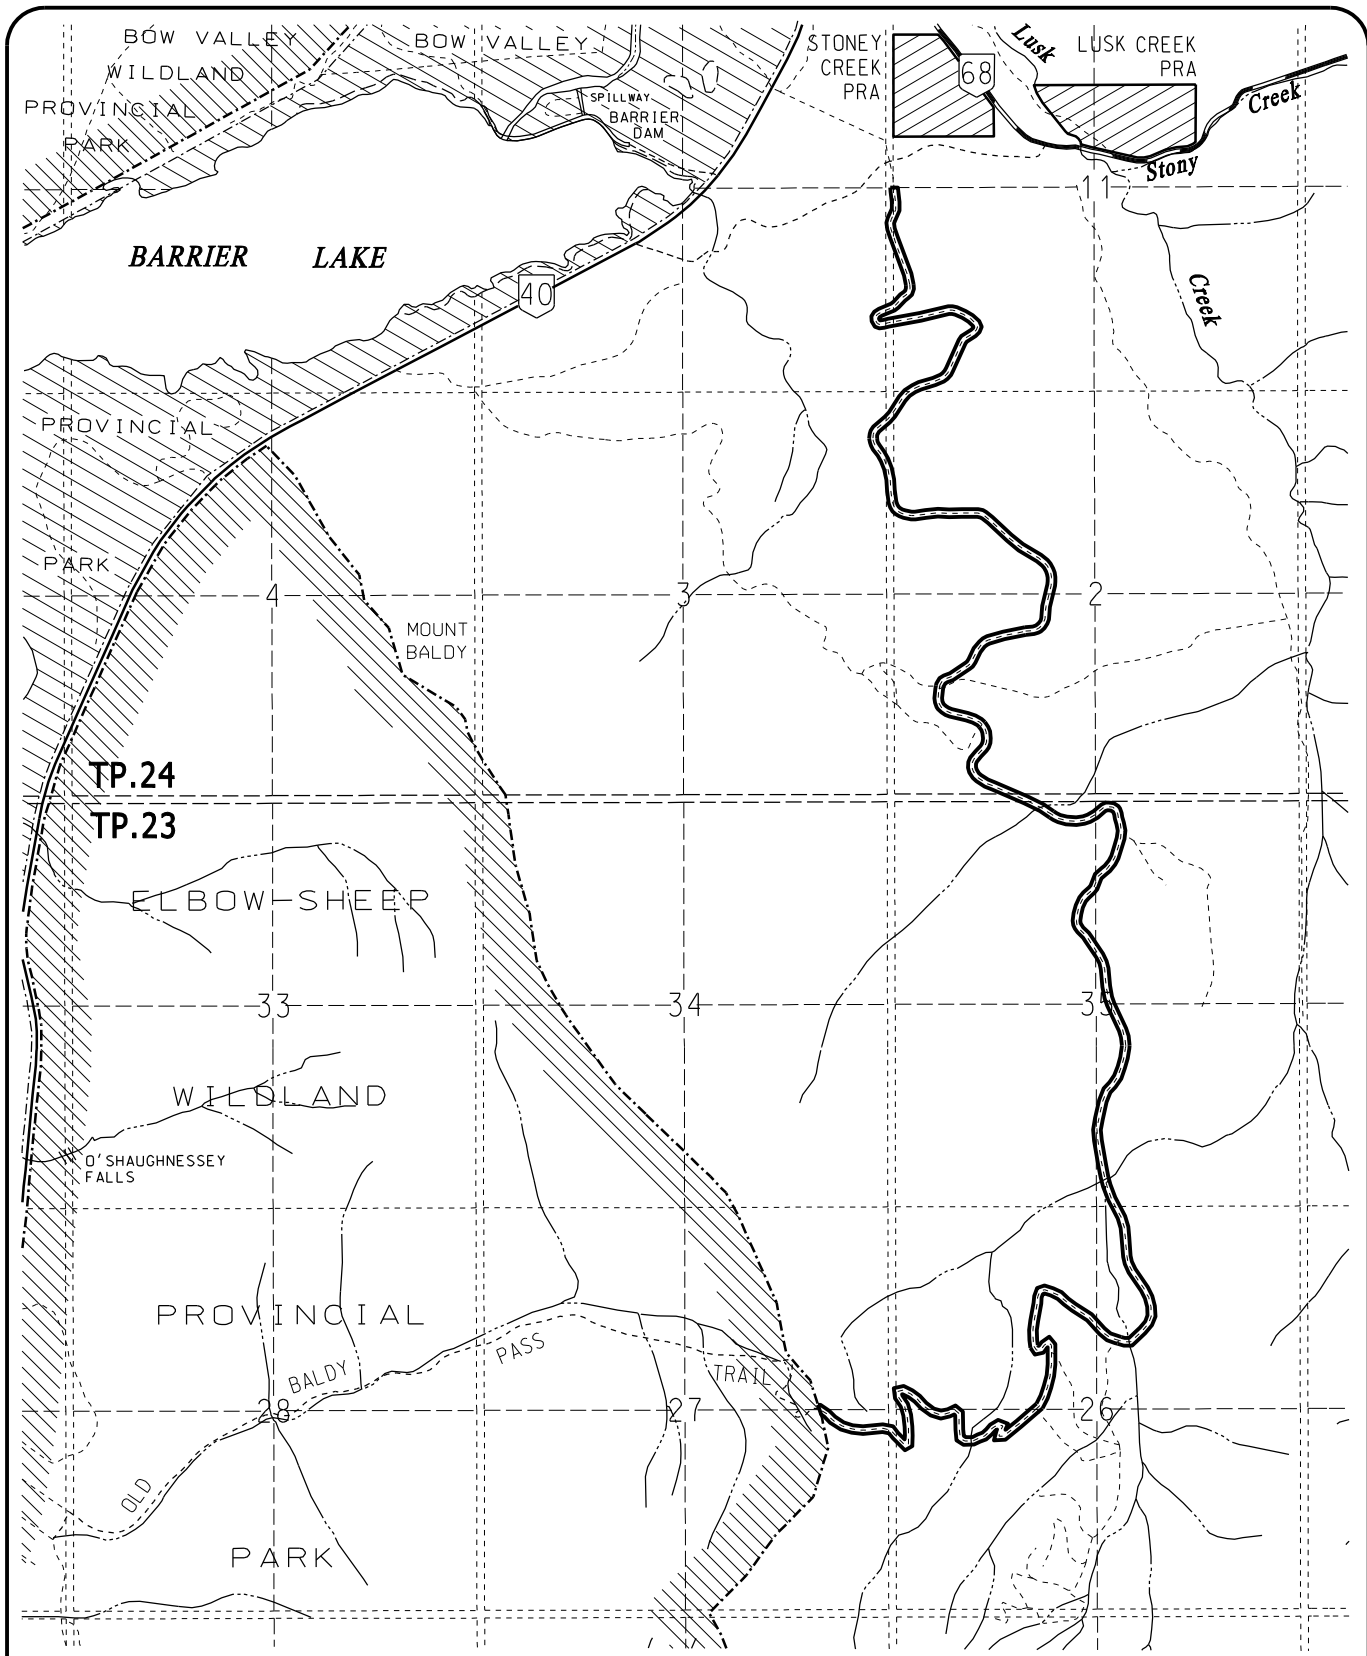 BOW VALLEY
WILDLAND
PROVINCIAL
PARK
BOW VALLEY
SPILLWAY
BARRIER
DAM
STONEY
CREEK
PRA
68
Lusk
LUSK CREEK
PRA
Creek
Stony
11
BARRIER LAKE
40
Creek
PROVINCIAL
PARK
4
3
2
MOUNT
BALDY
TP.24
TP.23
ELBOW-SHEEP
33
34
35
WILDLAND
O'SHAUGHNESSEY
FALLS
PROVINCIAL
OLD BALDY PASS TRAIL
28
27
26
PARK